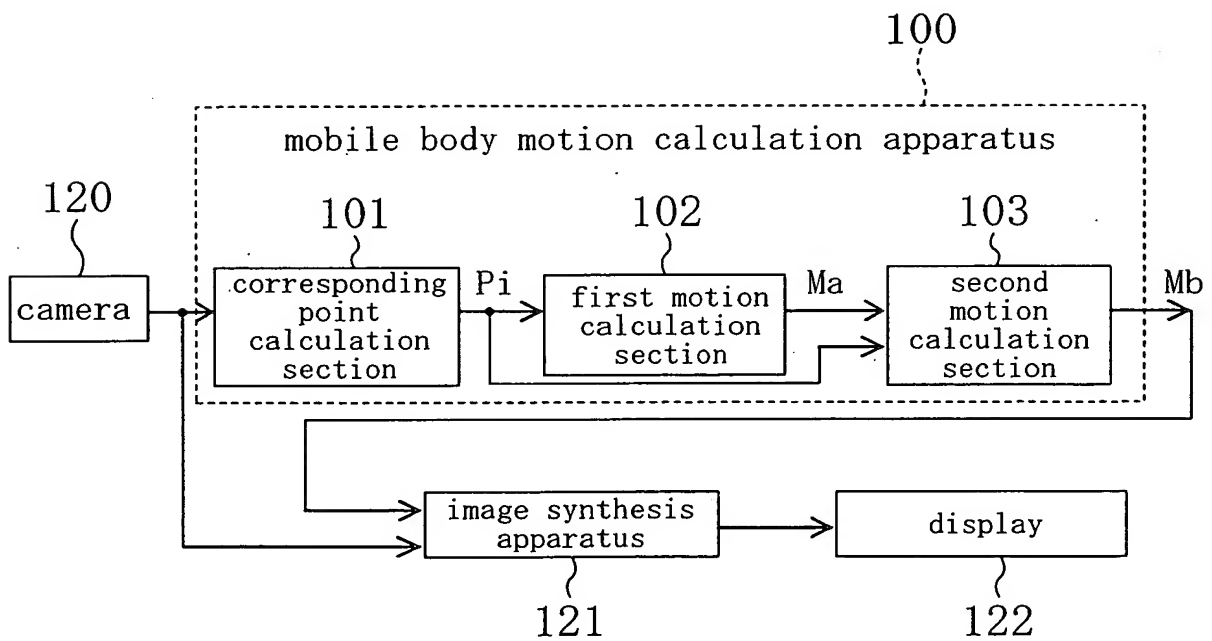 100
mobile body motion calculation apparatus
120
101
102
103
camera
corresponding
point
calculation
section
Pi
first motion
calculation
section
Ma
second
motion
calculation
section
Mb
image synthesis
apparatus
display
121
122